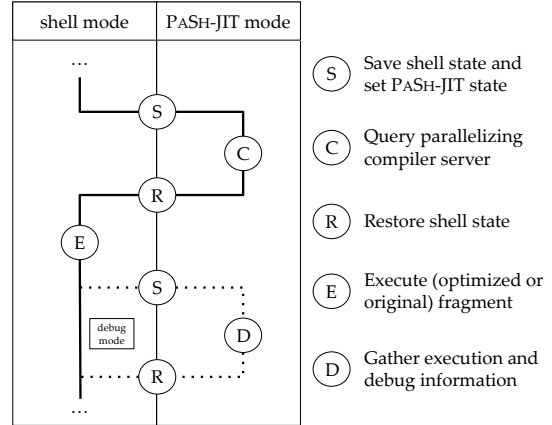 shell mode
PASH-JIT mode
...
S
C
R
E
S
debug
mode
D
R
...
S
Save shell state and
set PASH-JIT state
C
Query parallelizing
compiler server
R
Restore shell state
E
Execute (optimized or
original) fragment
D
Gather execution and
debug information